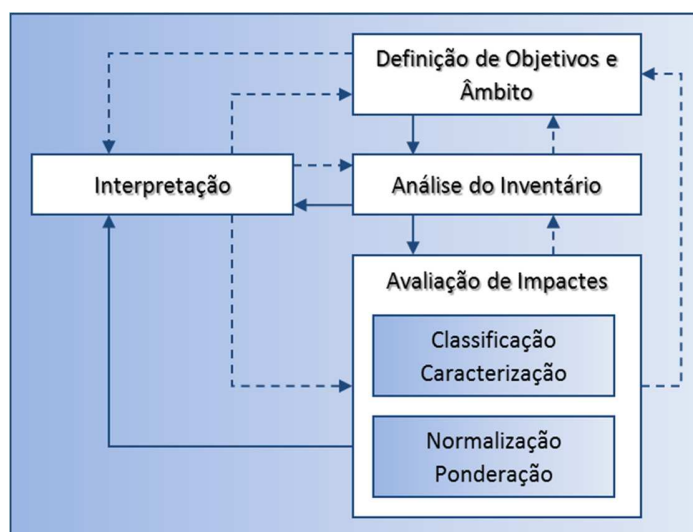 Definição de Objetivos e
Âmbito
Interpretação
Análise do Inventário
Avaliação de Impactes
Classificação
Caracterização
Normalização
Ponderação